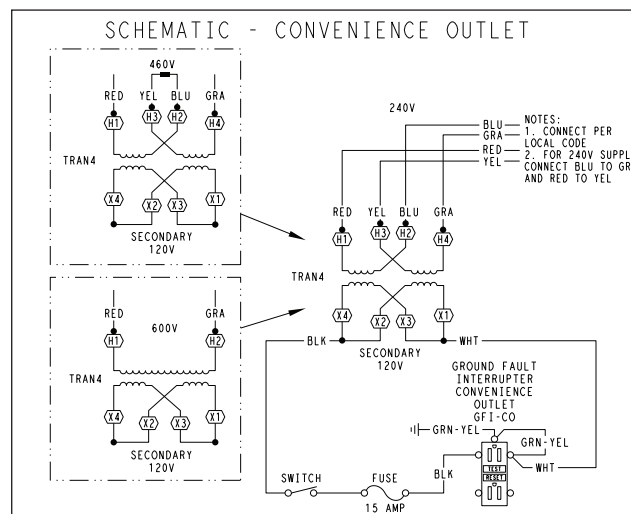 SCHEMATIC - CONVENIENCE OUTLET
460V
RED YEL BLU GRA
H1 H3 H2 H4
TRAN4
X4 X2 X3 X1
SECONDARY
120V
600V
RED GRA
H1 H2
TRAN4
X4 X2 X3 X1
SECONDARY
120V
240V
BLU
GRA
RED
YEL
NOTES:
1. CONNECT PER
LOCAL CODE
2. FOR 240V SUPPL
CONNECT BLU TO GR
AND RED TO YEL
RED YEL BLU GRA
H1 H3 H2 H4
TRAN4
X4 X2 X3 X1
BLK
WHT
SECONDARY
120V
GROUND FAULT
INTERRUPTER
CONVENIENCE
OUTLET
GFI-CO
GRN-YEL
GRN-YEL
WHT
BLK
TEST
RESET
SWITCH
FUSE
15 AMP